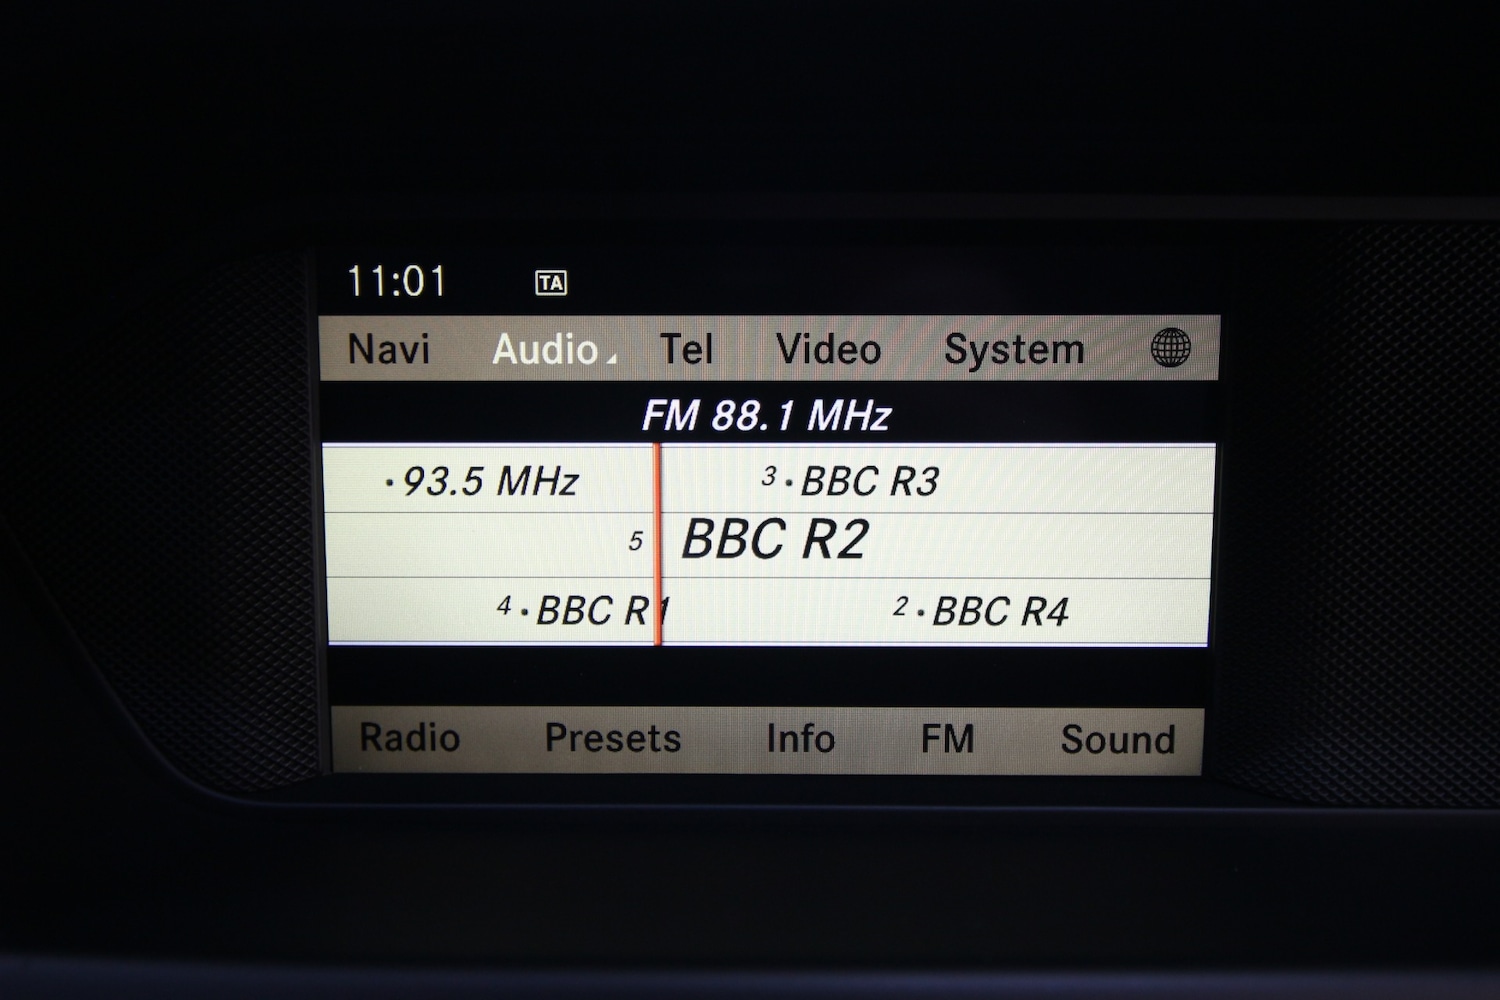 11:01 TA
Navi Audio Tel Video System
FM 88.1 MHz
·93.5 MHz 3·BBC R3
5 BBC R2
4·BBC R1 2·BBC R4
Radio Presets Info FM Sound